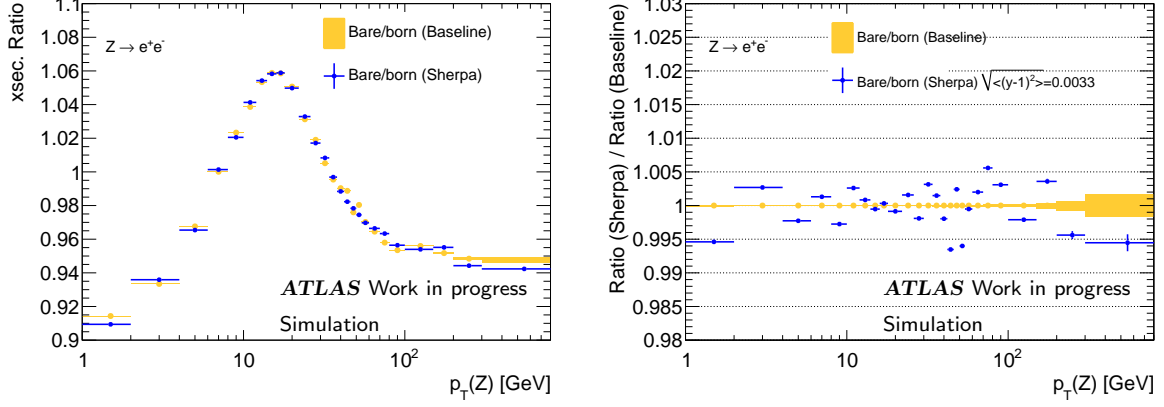 xsec. Ratio
1.1
1.08
1.06
1.04
1.02
1
0.98
0.96
0.94
0.92
0.9
Z → e⁺e⁻
Bare/born (Baseline)
Bare/born (Sherpa)
ATLAS Work in progress
Simulation
1 10 10²
p_T(Z) [GeV]
Ratio (Sherpa) / Ratio (Baseline)
1.03
1.025
1.02
1.015
1.01
1.005
1
0.995
0.99
0.985
0.98
Z → e⁺e⁻
Bare/born (Baseline)
Bare/born (Sherpa) √<(y-1)²>=0.0033
ATLAS Work in progress
Simulation
1 10 10²
p_T(Z) [GeV]